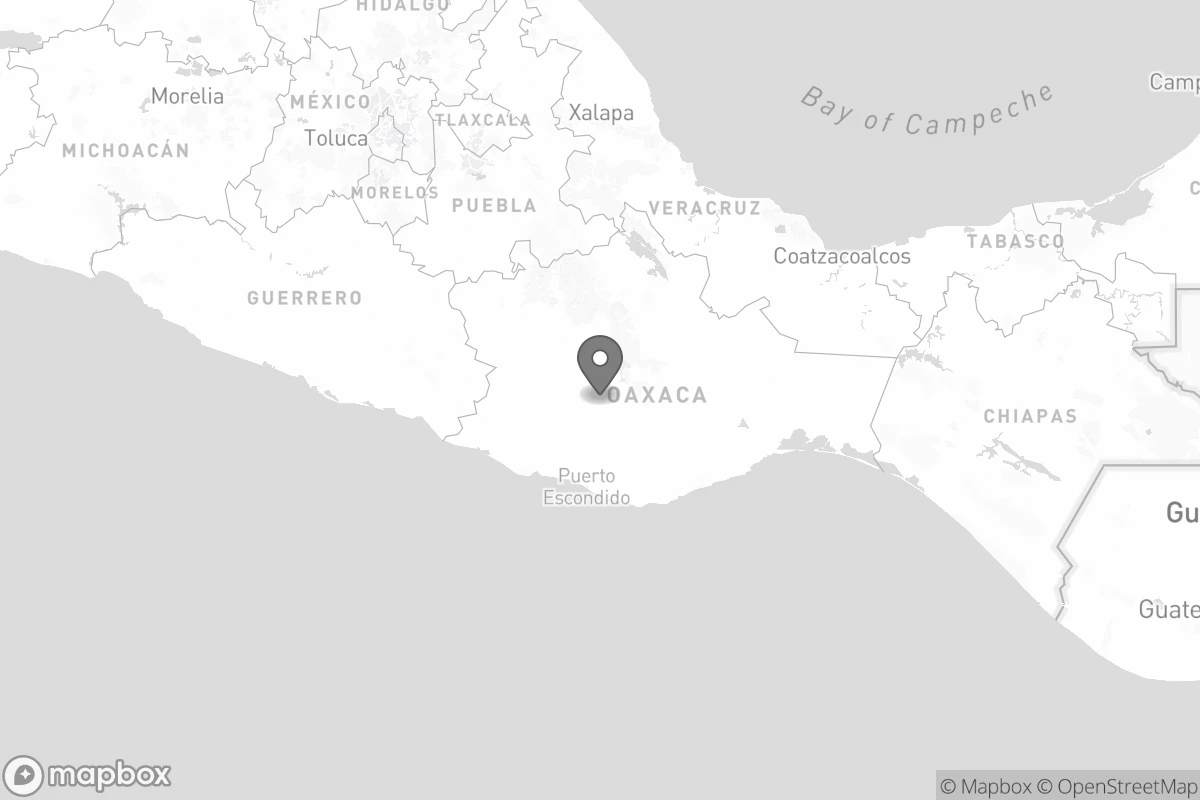 HIDALGO
Morelia
MÉXICO
Toluca
TLAXCALA
Xalapa
Bay of Campeche
Camp
MICHOACÁN
MORELOS
PUEBLA
VERACRUZ
C
TABASCO
Coatzacoalcos
GUERRERO
OAXACA
CHIAPAS
Puerto
Escondido
Gu
Guate
mapbox
© Mapbox © OpenStreetMap